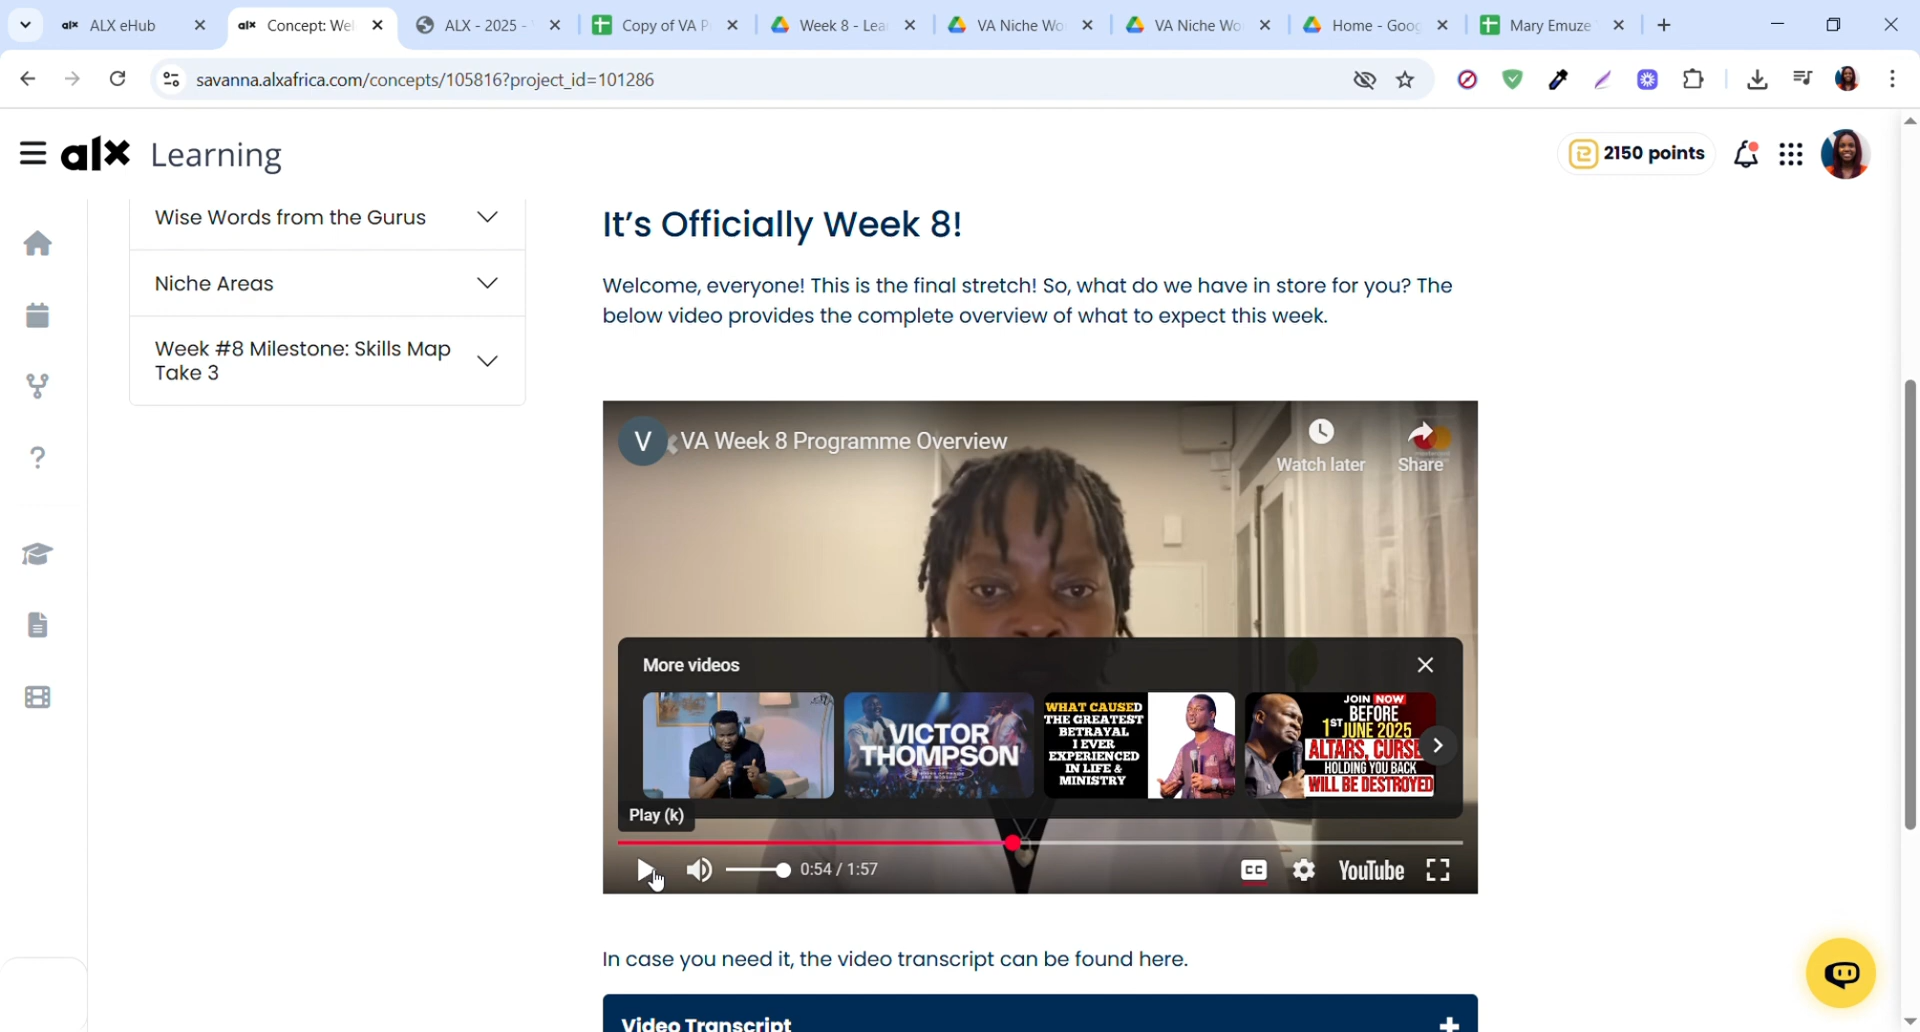 alx ALX eHub
alx Concept: Wel
ALX - 2025 -
Copy of VA P
Week 8 - Lea
VA Niche Wo
VA Niche Wo
Home - Goog
Mary Emuze
savanna.alxafrica.com/concepts/105816?project_id=101286
alx Learning
2150 points
Wise Words from the Gurus
Niche Areas
Week #8 Milestone: Skills Map
Take 3
It's Officially Week 8!
Welcome, everyone! This is the final stretch! So, what do we have in store for you? The
below video provides the complete overview of what to expect this week.
V VA Week 8 Programme Overview
Watch later
Share
More videos
VICTOR
THOMPSON
WHAT CAUSED
THE GREATEST
BETRAYAL
I EVER
EXPERIENCED
IN LIFE &
MINISTRY
JOIN NOW
BEFORE
1ST JUNE 2025
ALTARS, CURSE
HOLDING YOU BACK
WILL BE DESTROYED
Play (k)
0:54 / 1:57
CC
YouTube
In case you need it, the video transcript can be found here.
Video Transcript